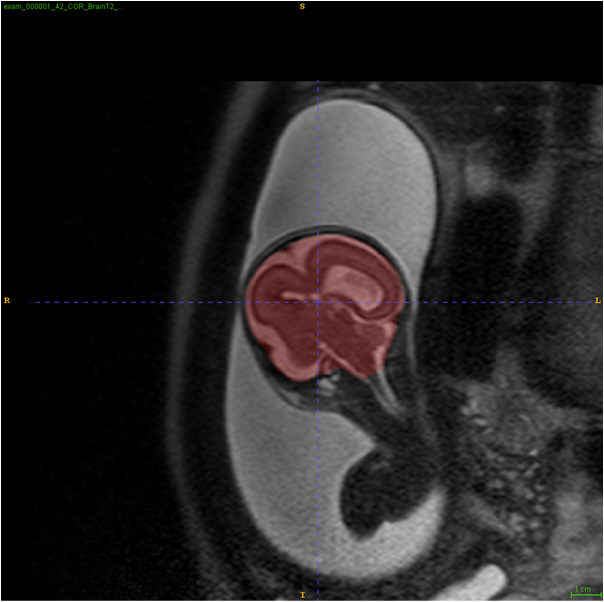 exam_000001_42_COR_BrainT2_...
S
R
L
I
1 cm